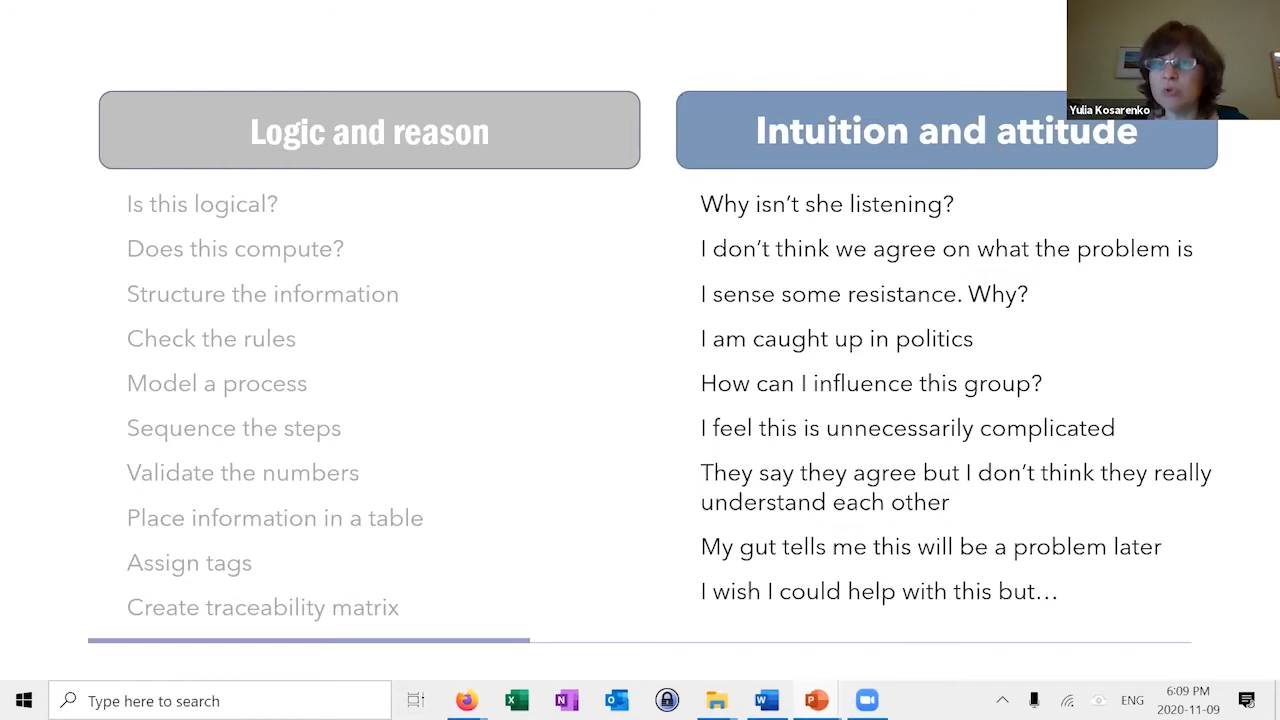 Yulia Kosarenko
Logic and reason
Is this logical?
Does this compute?
Structure the information
Check the rules
Model a process
Sequence the steps
Validate the numbers
Place information in a table
Assign tags
Create traceability matrix
Intuition and attitude
Why isn’t she listening?
I don’t think we agree on what the problem is
I sense some resistance. Why?
I am caught up in politics
How can I influence this group?
I feel this is unnecessarily complicated
They say they agree but I don’t think they really
understand each other
My gut tells me this will be a problem later
I wish I could help with this but…
Type here to search
ENG
6:09 PM
2020-11-09